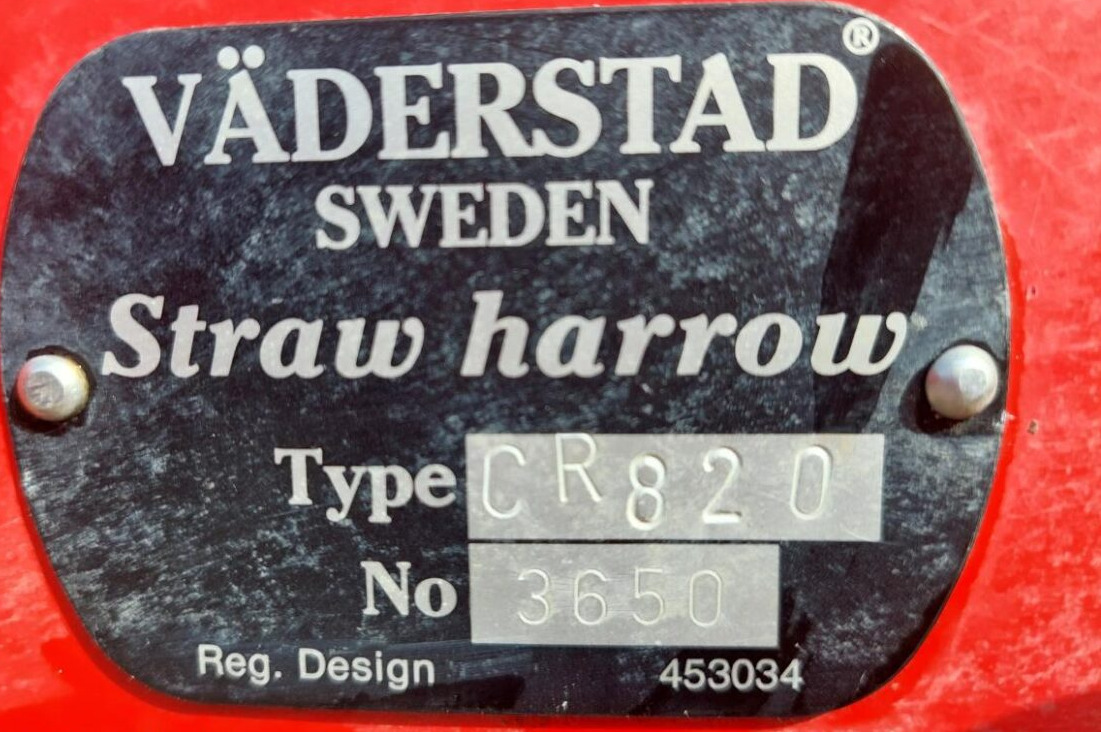 VÄDERSTAD®
SWEDEN
Straw harrow
Type CR820
No 3650
Reg. Design 453034